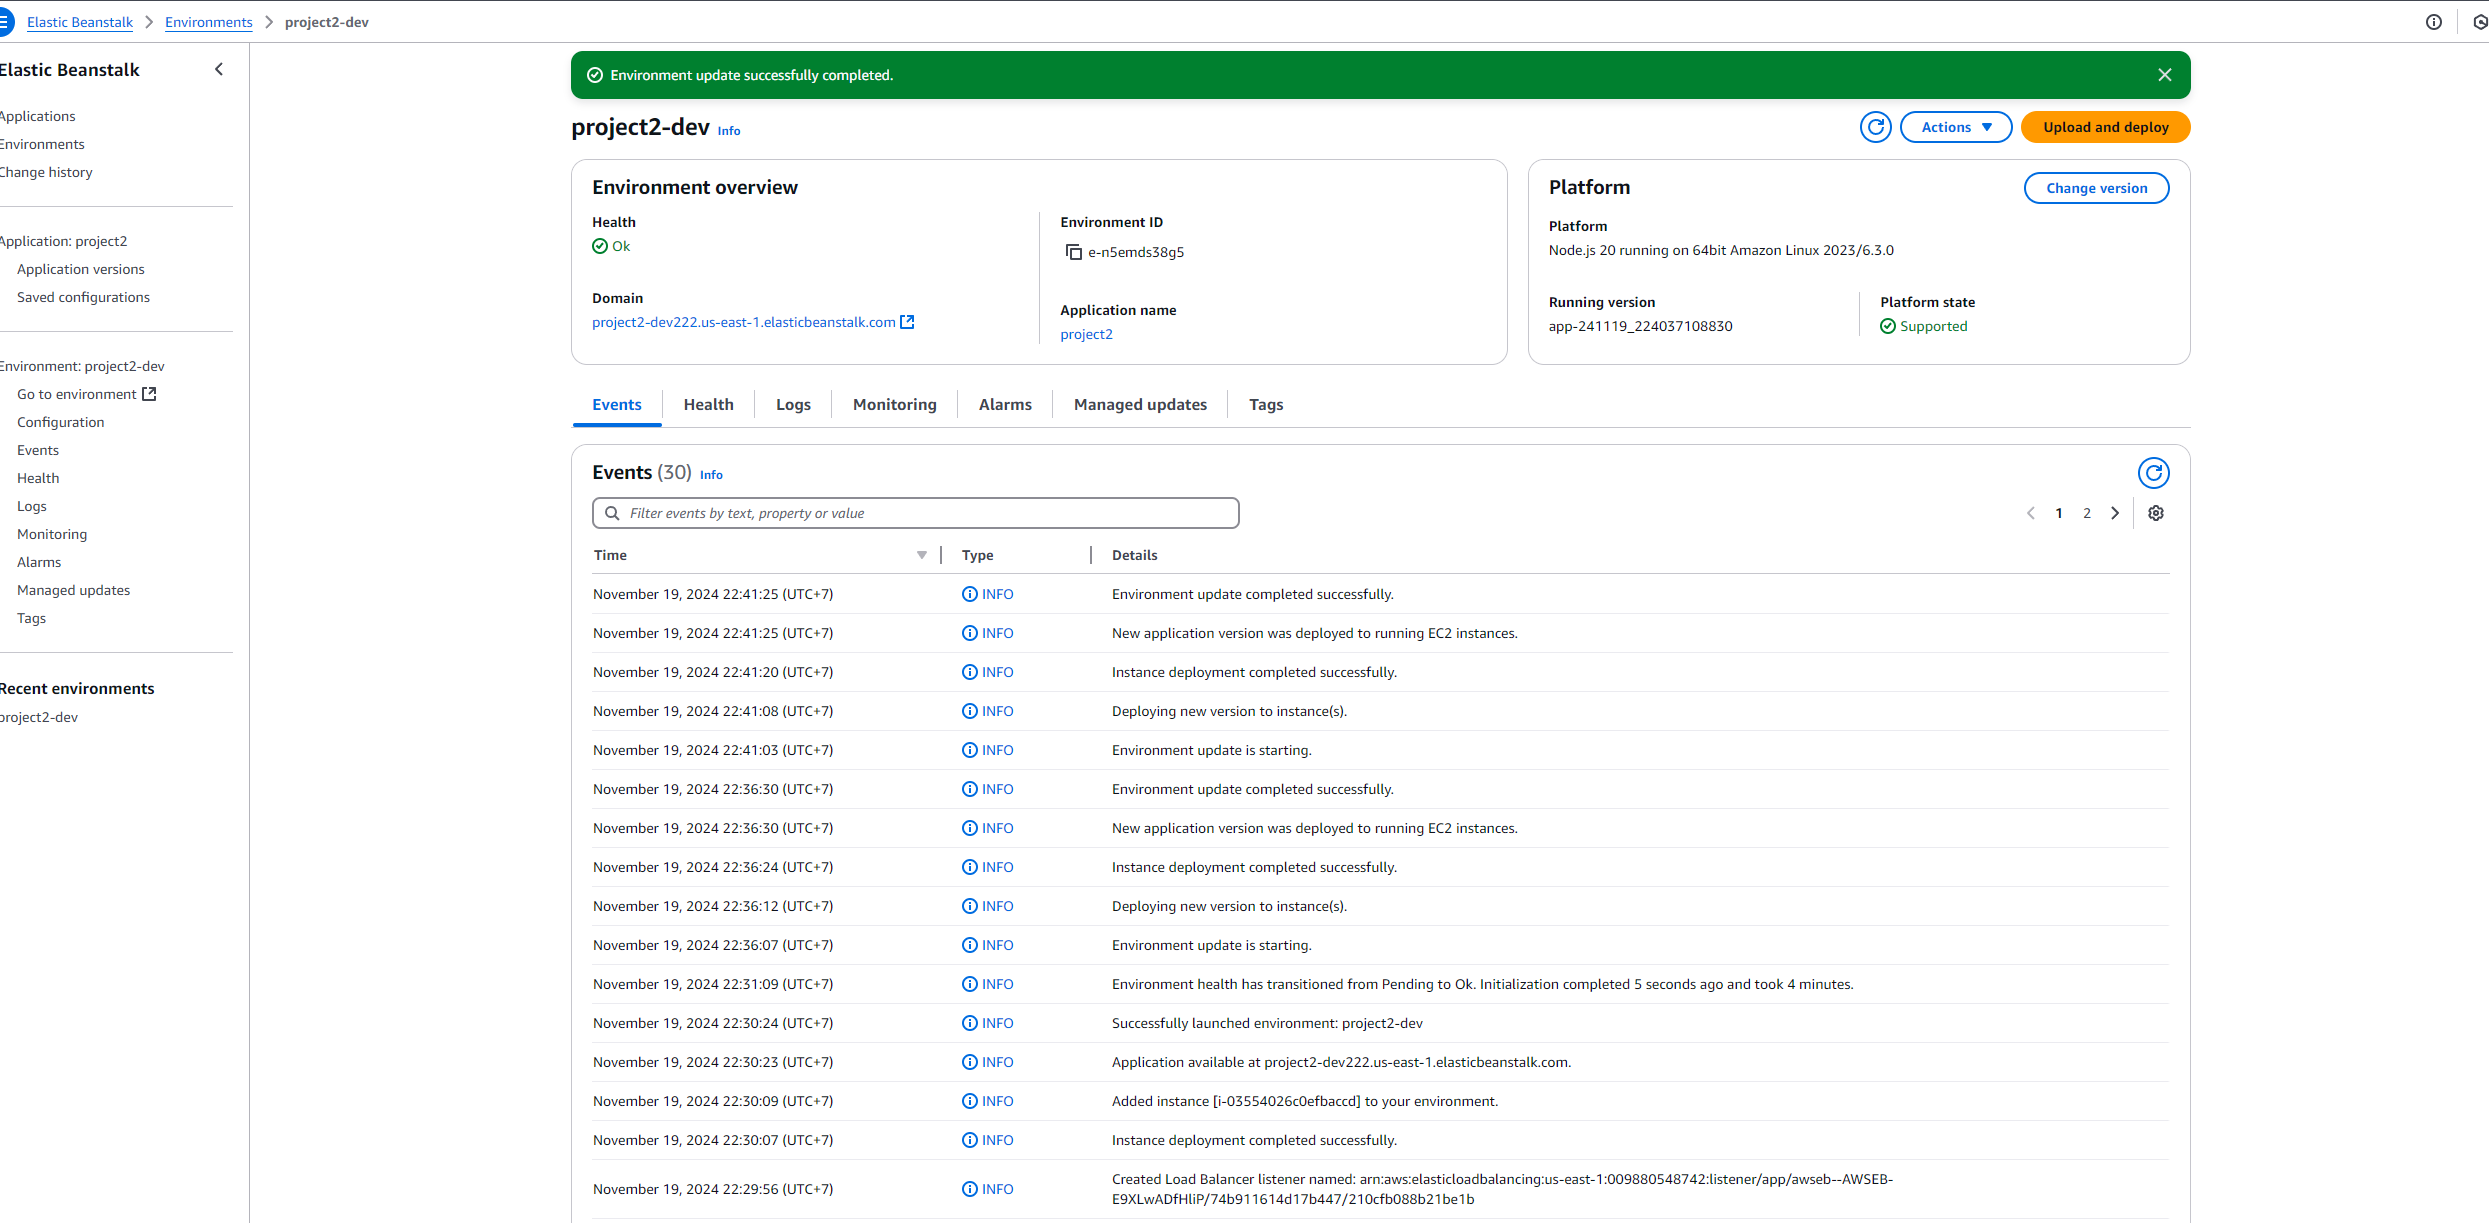 Elastic Beanstalk > Environments > project2-dev
Elastic Beanstalk
Applications
Environments
Change history
Application: project2
Application versions
Saved configurations
Environment: project2-dev
Go to environment
Configuration
Events
Health
Logs
Monitoring
Alarms
Managed updates
Tags
Recent environments
project2-dev
Environment update successfully completed.
project2-dev Info
Actions
Upload and deploy
Environment overview
Health
Ok
Domain
project2-dev222.us-east-1.elasticbeanstalk.com
Environment ID
e-n5emds38g5
Application name
project2
Platform
Change version
Platform
Node.js 20 running on 64bit Amazon Linux 2023/6.3.0
Running version
app-241119_224037108830
Platform state
Supported
Events Health Logs Monitoring Alarms Managed updates Tags
Events (30) Info
Filter events by text, property or value
1 2
Time Type Details
November 19, 2024 22:41:25 (UTC+7) INFO Environment update completed successfully.
November 19, 2024 22:41:25 (UTC+7) INFO New application version was deployed to running EC2 instances.
November 19, 2024 22:41:20 (UTC+7) INFO Instance deployment completed successfully.
November 19, 2024 22:41:08 (UTC+7) INFO Deploying new version to instance(s).
November 19, 2024 22:41:03 (UTC+7) INFO Environment update is starting.
November 19, 2024 22:36:30 (UTC+7) INFO Environment update completed successfully.
November 19, 2024 22:36:30 (UTC+7) INFO New application version was deployed to running EC2 instances.
November 19, 2024 22:36:24 (UTC+7) INFO Instance deployment completed successfully.
November 19, 2024 22:36:12 (UTC+7) INFO Deploying new version to instance(s).
November 19, 2024 22:36:07 (UTC+7) INFO Environment update is starting.
November 19, 2024 22:31:09 (UTC+7) INFO Environment health has transitioned from Pending to Ok. Initialization completed 5 seconds ago and took 4 minutes.
November 19, 2024 22:30:24 (UTC+7) INFO Successfully launched environment: project2-dev
November 19, 2024 22:30:23 (UTC+7) INFO Application available at project2-dev222.us-east-1.elasticbeanstalk.com.
November 19, 2024 22:30:09 (UTC+7) INFO Added instance [i-03554026c0efbaccd] to your environment.
November 19, 2024 22:30:07 (UTC+7) INFO Instance deployment completed successfully.
November 19, 2024 22:29:56 (UTC+7) INFO Created Load Balancer listener named: arn:aws:elasticloadbalancing:us-east-1:009880548742:listener/app/awseb--AWSEB-
E9XLwADfHliP/74b911614d17b447/210cfb088b21be1b